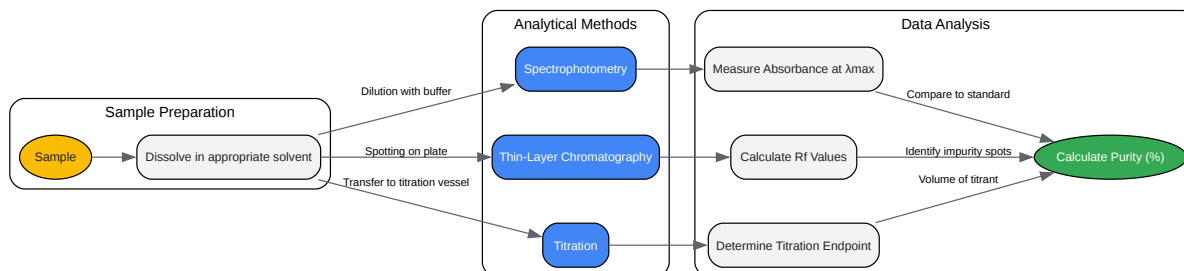 Analytical Methods
Data Analysis
Spectrophotometry
Measure Absorbance at λmax
Dilution with buffer
Compare to standard
Sample Preparation
Sample
Dissolve in appropriate solvent
Spotting on plate
Thin-Layer Chromatography
Calculate Rf Values
Identify impurity spots
Calculate Purity (%)
Transfer to titration vessel
Volume of titrant
Titration
Determine Titration Endpoint